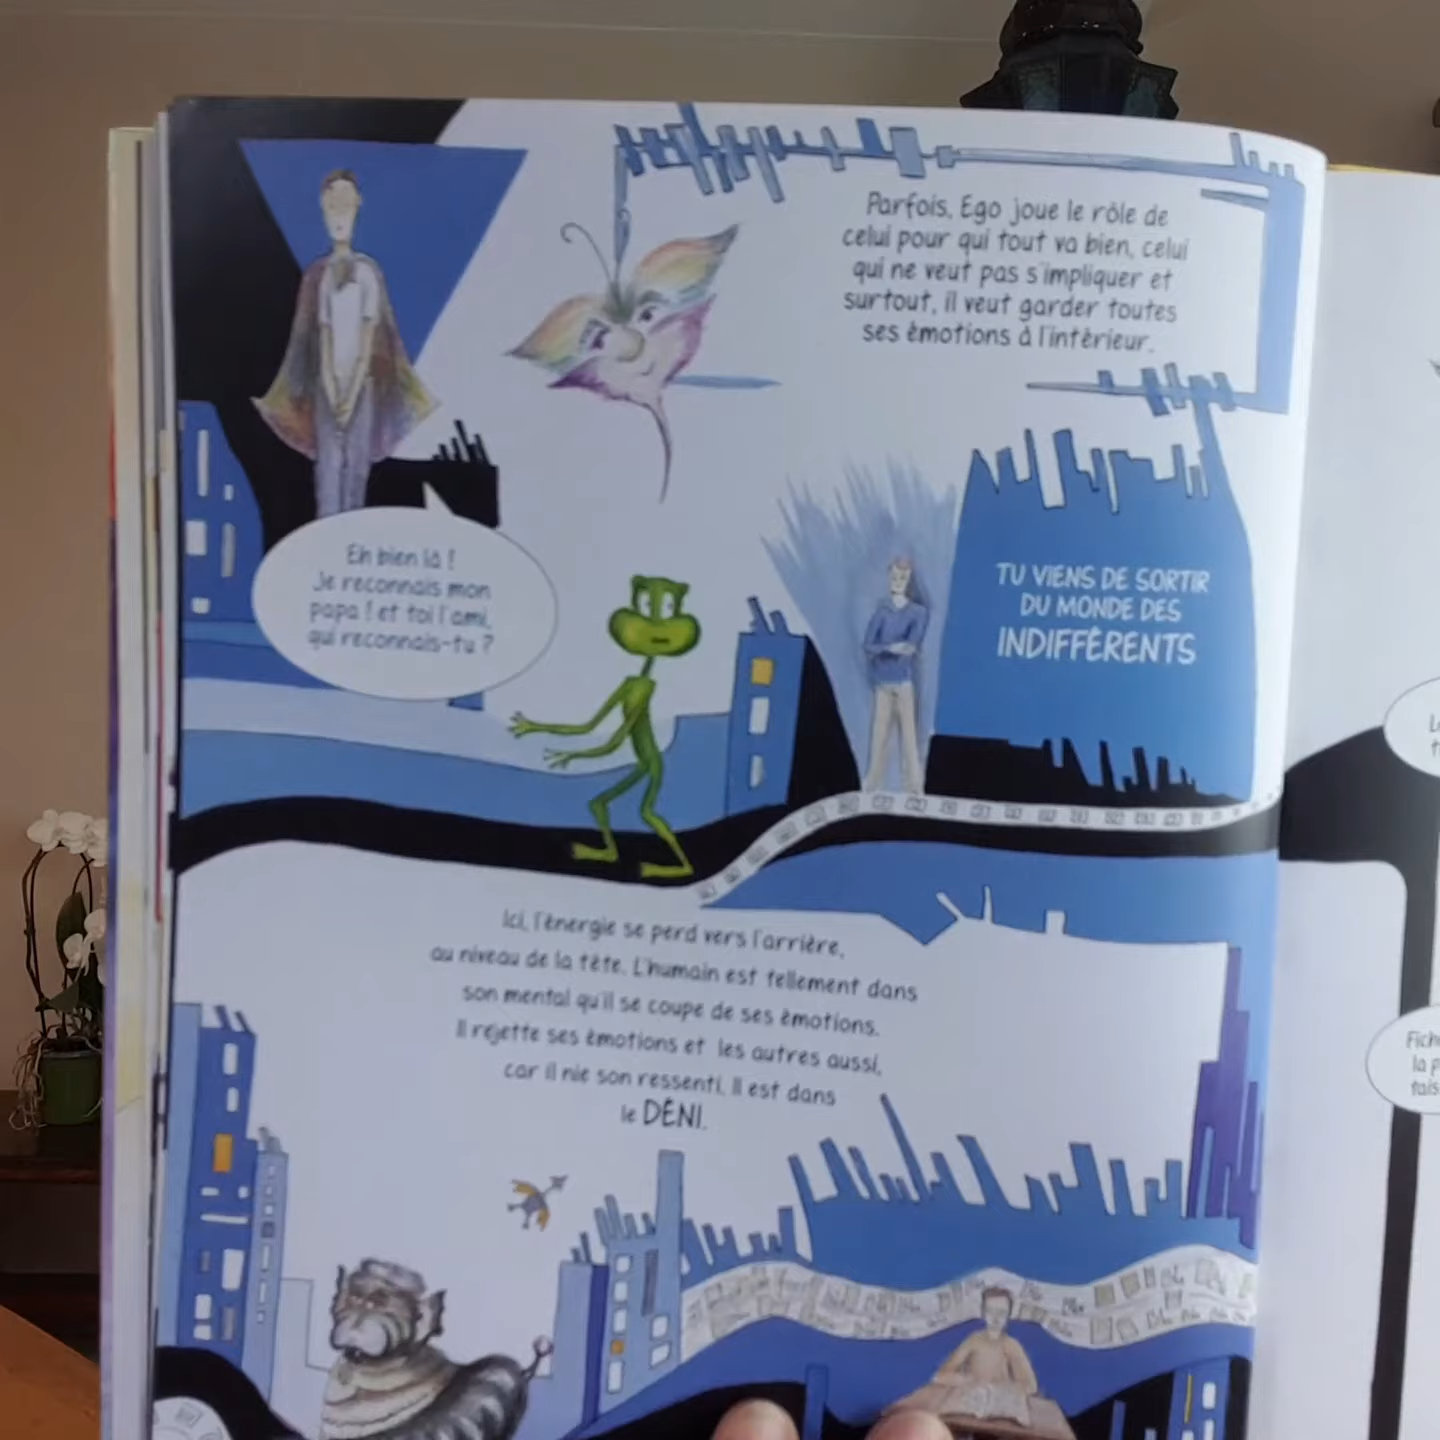 Parfois, Ego joue le rôle de
celui pour qui tout va bien, celui
qui ne veut pas s'impliquer et
surtout, il veut garder toutes
ses émotions à l'intérieur.
Eh bien là !
Je reconnais mon
papa ! et toi l'ami,
qui reconnais-tu ?
TU VIENS DE SORTIR
DU MONDE DES
INDIFFÉRENTS
Ici, l'énergie se perd vers l'arrière,
au niveau de la tête. L'humain est tellement dans
son mental qu'il se coupe de ses émotions.
Il rejette ses émotions et les autres aussi,
car il nie son ressenti. Il est dans
le DÉNI.
la